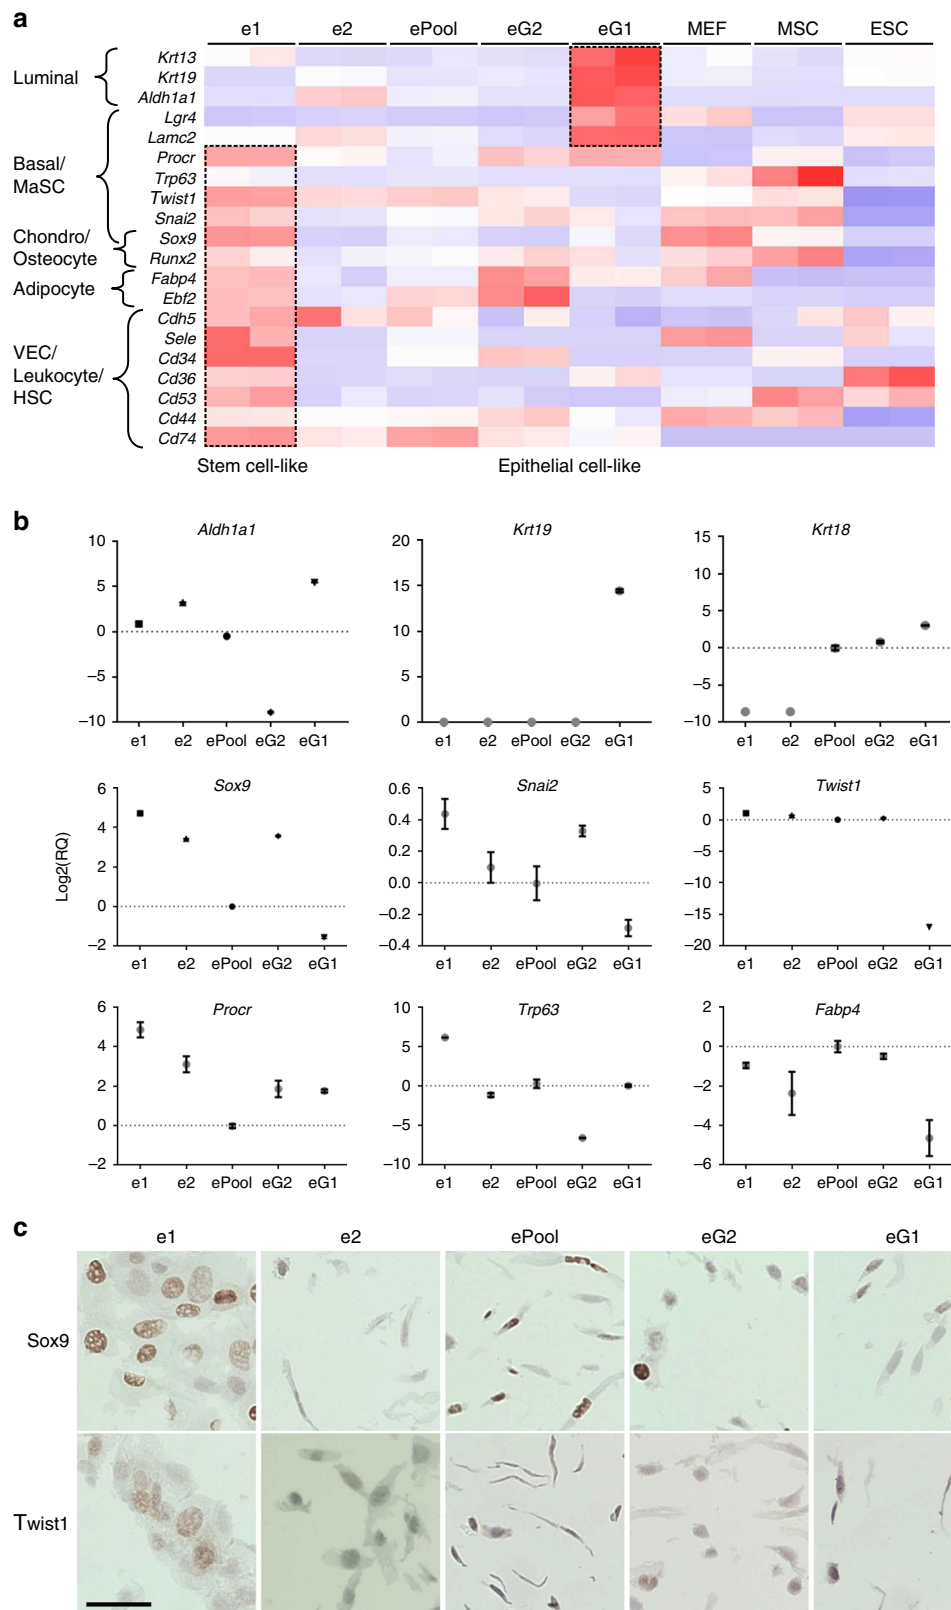 a
e1 e2 ePool eG2 eG1 MEF MSC ESC
Luminal
Basal/
MaSC
Chondro/
Osteocyte
Adipocyte
VEC/
Leukocyte/
HSC
Krt13
Krt19
Aldh1a1
Lgr4
Lamc2
Procr
Trp63
Twist1
Snai2
Sox9
Runx2
Fabp4
Ebf2
Cdh5
Sele
Cd34
Cd36
Cd53
Cd44
Cd74
Stem cell-like Epithelial cell-like
b
Log2(RQ)
Aldh1a1
10
5
0
–5
–10
e1 e2 ePool eG2 eG1
Krt19
20
15
10
5
0
e1 e2 ePool eG2 eG1
Krt18
15
10
5
0
–5
–10
e1 e2 ePool eG2 eG1
Sox9
6
4
2
0
–2
e1 e2 ePool eG2 eG1
Snai2
0.6
0.4
0.2
0.0
–0.2
–0.4
e1 e2 ePool eG2 eG1
Twist1
5
0
–5
–10
–15
–20
e1 e2 ePool eG2 eG1
Procr
6
4
2
0
–2
e1 e2 ePool eG2 eG1
Trp63
10
5
0
–5
–10
e1 e2 ePool eG2 eG1
Fabp4
2
0
–2
–4
–6
e1 e2 ePool eG2 eG1
c
e1 e2 ePool eG2 eG1
Sox9
Twist1